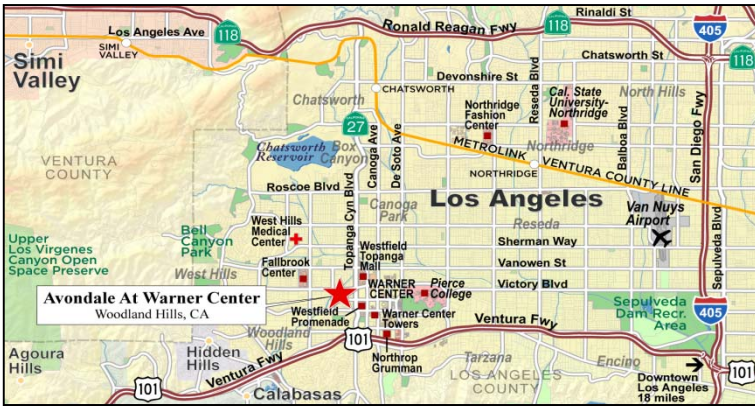 Rinaldi St
405
118
Ronald Reagan Fwy
Los Angeles Ave
118
SIMI
VALLEY
Simi
Valley
Chatsworth St
118
Devonshire St
Reseda Blvd
Cal. State
University-
Northridge
North Hills
Chatsworth
CHATSWORTH
Northridge
Fashion
Center
Balboa Blvd
San Diego Fwy
27
Canoga Ave
De Soto Ave
Northridge
Chatsworth
Reservoir
Box
Canyon
METROLINK
VENTURA COUNTY LINE
NORTHRIDGE
VENTURA
COUNTY
Topanga Cyn Blvd
Roscoe Blvd
Los Angeles
Canoga
Park
Van Nuys
Airport
Sepulveda Blvd
West Hills
Medical
Center
Bell
Canyon
Park
Reseda
Upper
Los Virgenes
Canyon Open
Space Preserve
Westfield
Topanga
Mall
Sherman Way
West Hills
Fallbrook
Center
Vanowen St
WARNER
CENTER
Pierce
College
Victory Blvd
Avondale At Warner Center
Woodland Hills, CA
Westfield
Promenade
Warner Center
Towers
Sepulveda
Dam Recr.
Area
405
Ventura Fwy
Woodland
Hills
101
Northrop
Grumman
Agoura
Hills
Hidden
Hills
Ventura Fwy
Tarzana
Encino
LOS ANGELES
COUNTY
101
Calabasas
Downtown
Los Angeles
18 miles
101